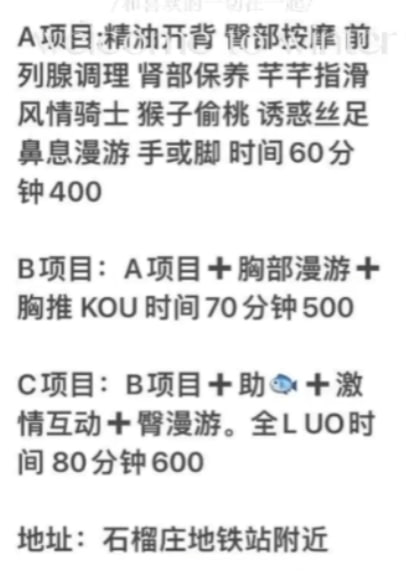 /和喜欢的一切在一起/
welcome to winter
A项目:精油开背 臀部按摩 前
列腺调理 肾部保养 芊芊指滑
风情骑士 猴子偷桃 诱惑丝足
鼻息漫游 手或脚 时间60分
钟400
B项目：A项目➕胸部漫游➕
胸推 KOU 时间70分钟500
C项目：B项目➕助🐟➕激
情互动➕臀漫游。全L UO时
间 80分钟600
地址：石榴庄地铁站附近